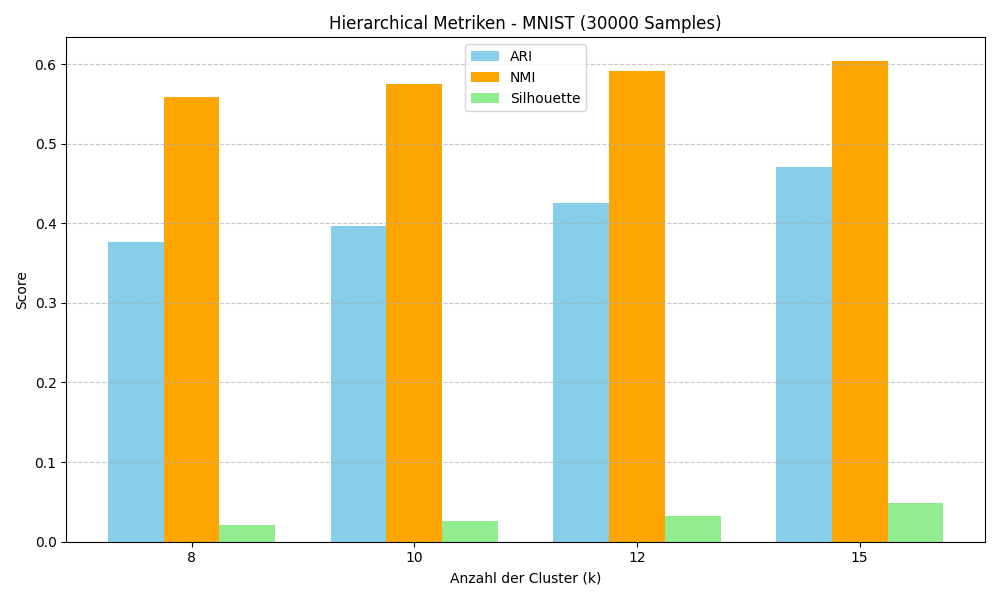 Hierarchical Metriken - MNIST (30000 Samples)
ARI
NMI
Silhouette
Score
0.6
0.5
0.4
0.3
0.2
0.1
0.0
8
10
12
15
Anzahl der Cluster (k)